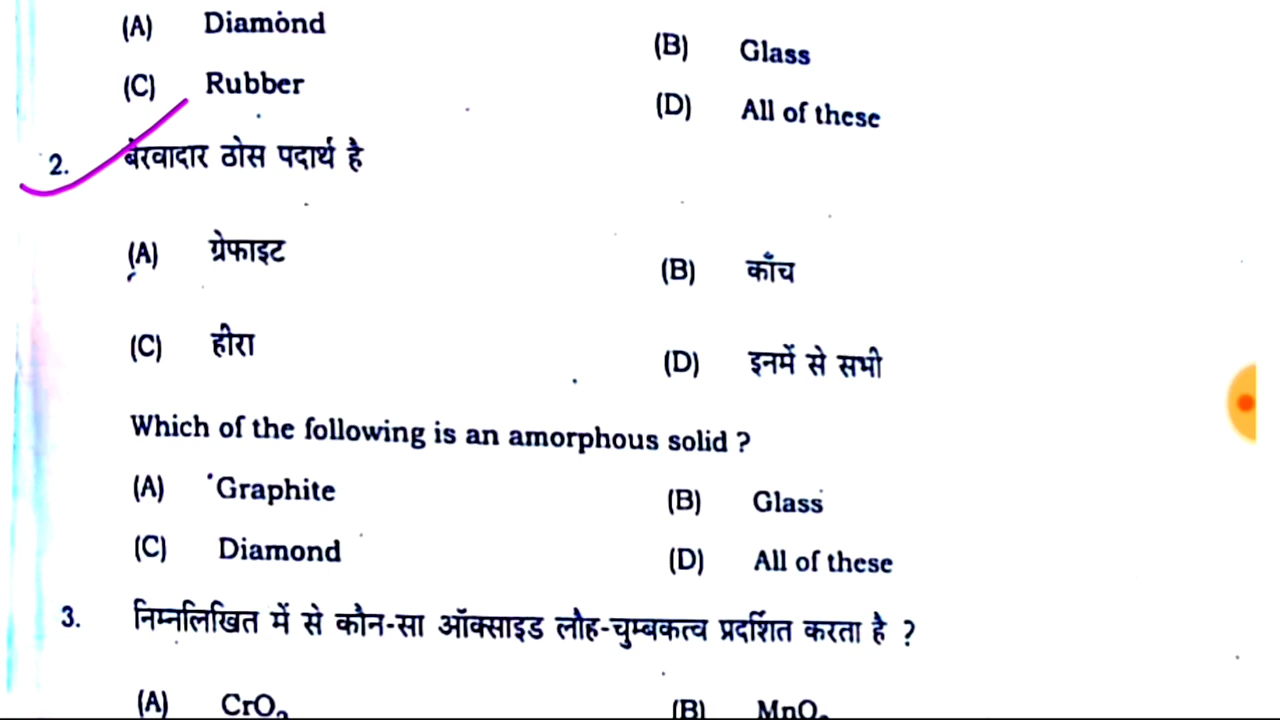 (A) Diamond (B) Glass
(C) Rubber (D) All of these
2. बेरवादार ठोस पदार्थ है
(A) ग्रेफाइट (B) काँच
(C) हीरा (D) इनमें से सभी
Which of the following is an amorphous solid ?
(A) Graphite (B) Glass
(C) Diamond (D) All of these
3. निम्नलिखित में से कौन-सा ऑक्साइड लौह-चुम्बकत्व प्रदर्शित करता है ?
(A) CrO₂ (B) MnO₂